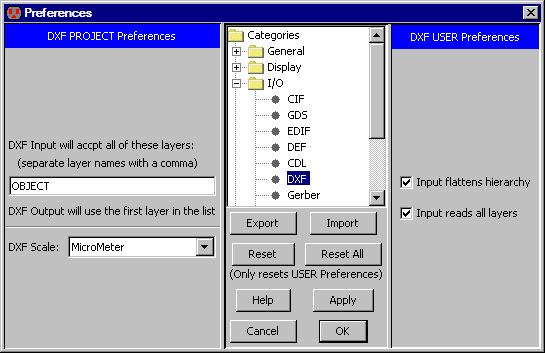 Preferences
DXF PROJECT Preferences
DXF Input will accpt all of these layers:
(separate layer names with a comma)
OBJECT
DXF Output will use the first layer in the list
DXF Scale: MicroMeter
Categories
General
Display
I/O
CIF
GDS
EDIF
DEF
CDL
DXF
Gerber
Export Import
Reset Reset All
(Only resets USER Preferences)
Help Apply
Cancel OK
DXF USER Preferences
Input flattens hierarchy
Input reads all layers